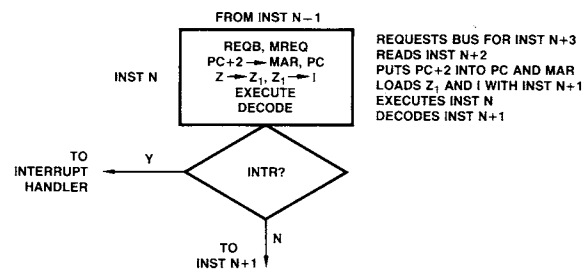 FROM INST N−1
INST N
REQB, MREQ
PC+2 → MAR, PC
Z → Z₁, Z₁ → I
EXECUTE
DECODE
REQUESTS BUS FOR INST N+3
READS INST N+2
PUTS PC+2 INTO PC AND MAR
LOADS Z₁ AND I WITH INST N+1
EXECUTES INST N
DECODES INST N+1
TO
INTERRUPT
HANDLER
Y
INTR?
N
TO
INST N+1